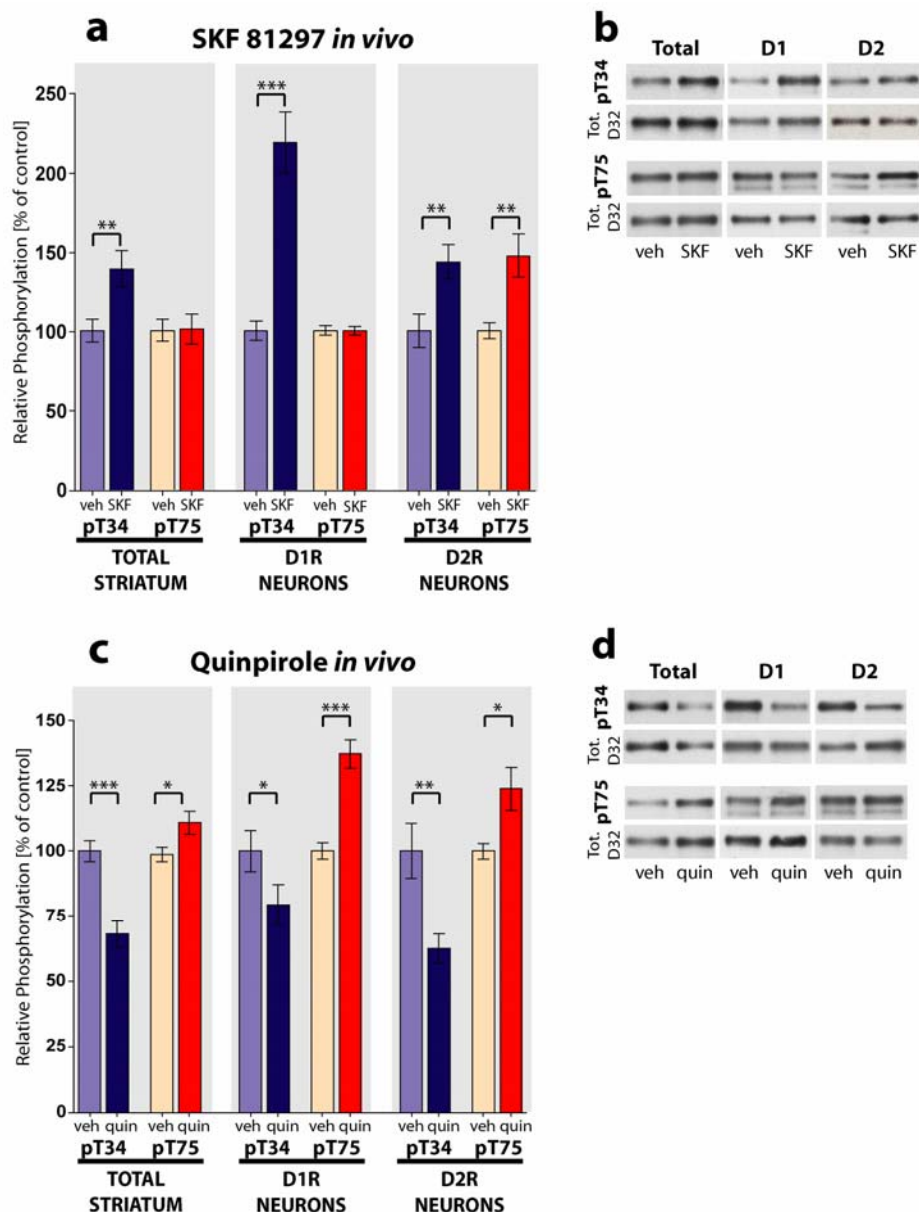 a
SKF 81297 in vivo
Relative Phosphorylation [% of control]
250
200
150
100
50
0
***
**
** **
veh SKF veh SKF
pT34 pT75
TOTAL
STRIATUM
veh SKF veh SKF
pT34 pT75
D1R
NEURONS
veh SKF veh SKF
pT34 pT75
D2R
NEURONS
b
Total D1 D2
pT34
Tot.
D32
pT75
Tot.
D32
veh SKF veh SKF veh SKF
c
Quinpirole in vivo
Relative Phosphorylation [% of control]
150
125
100
75
50
25
0
*** *
* ***
** *
veh quin veh quin
pT34 pT75
TOTAL
STRIATUM
veh quin veh quin
pT34 pT75
D1R
NEURONS
veh quin veh quin
pT34 pT75
D2R
NEURONS
d
Total D1 D2
pT34
Tot.
D32
pT75
Tot.
D32
veh quin veh quin veh quin